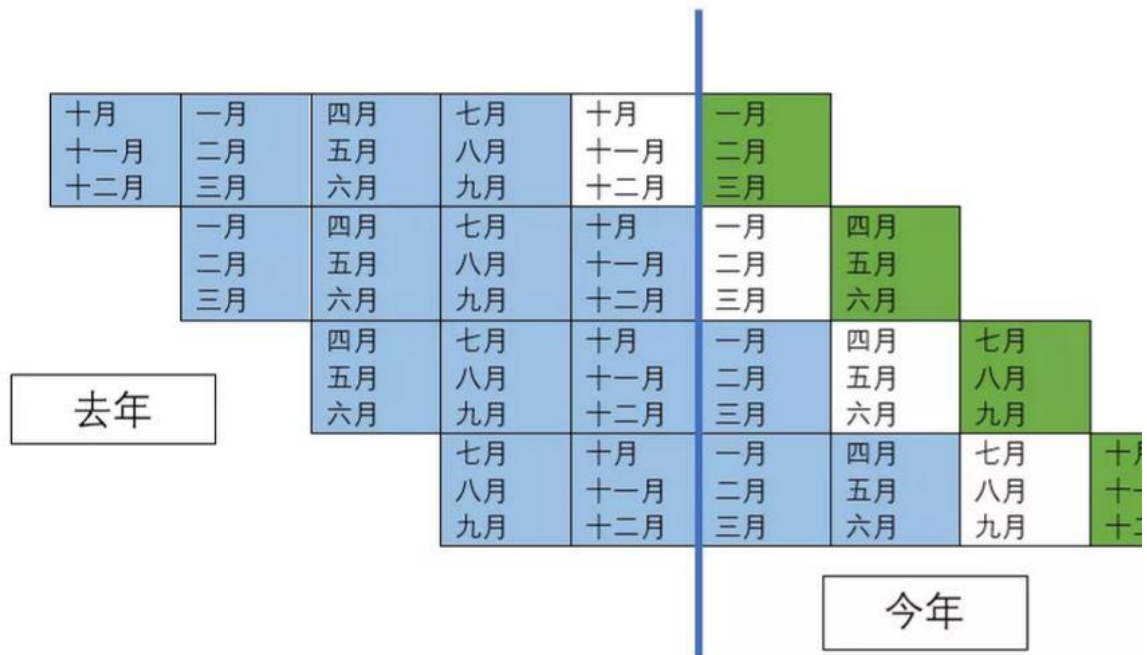 十月 一月 四月 七月 十月 一月
十一月 二月 五月 八月 十一月 二月
十二月 三月 六月 九月 十二月 三月
一月 四月 七月 十月 一月 四月
二月 五月 八月 十一月 二月 五月
三月 六月 九月 十二月 三月 六月
四月 七月 十月 一月 四月 七月
五月 八月 十一月 二月 五月 八月
六月 九月 十二月 三月 六月 九月
去年
七月 十月 一月 四月 七月 十月
八月 十一月 二月 五月 八月 十一
九月 十二月 三月 六月 九月 十二
今年